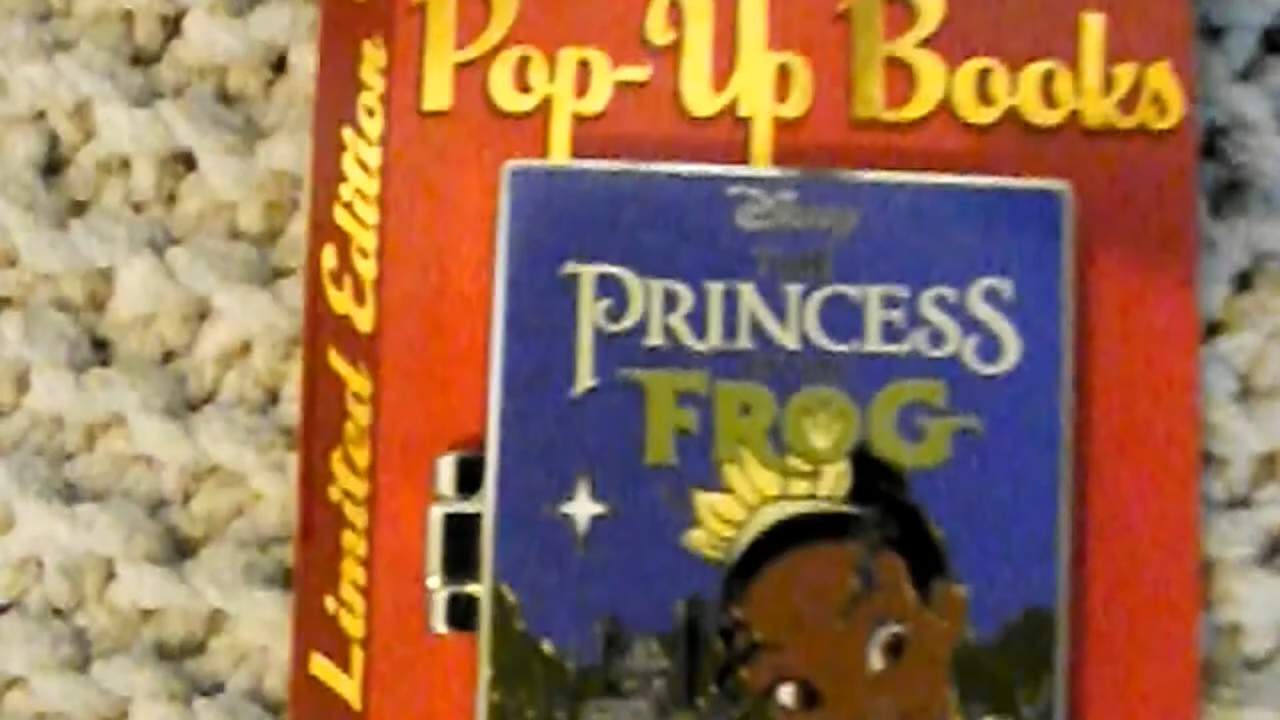 Pop-Up Books
Limited Edition
Disney
THE
PRINCESS
FROG